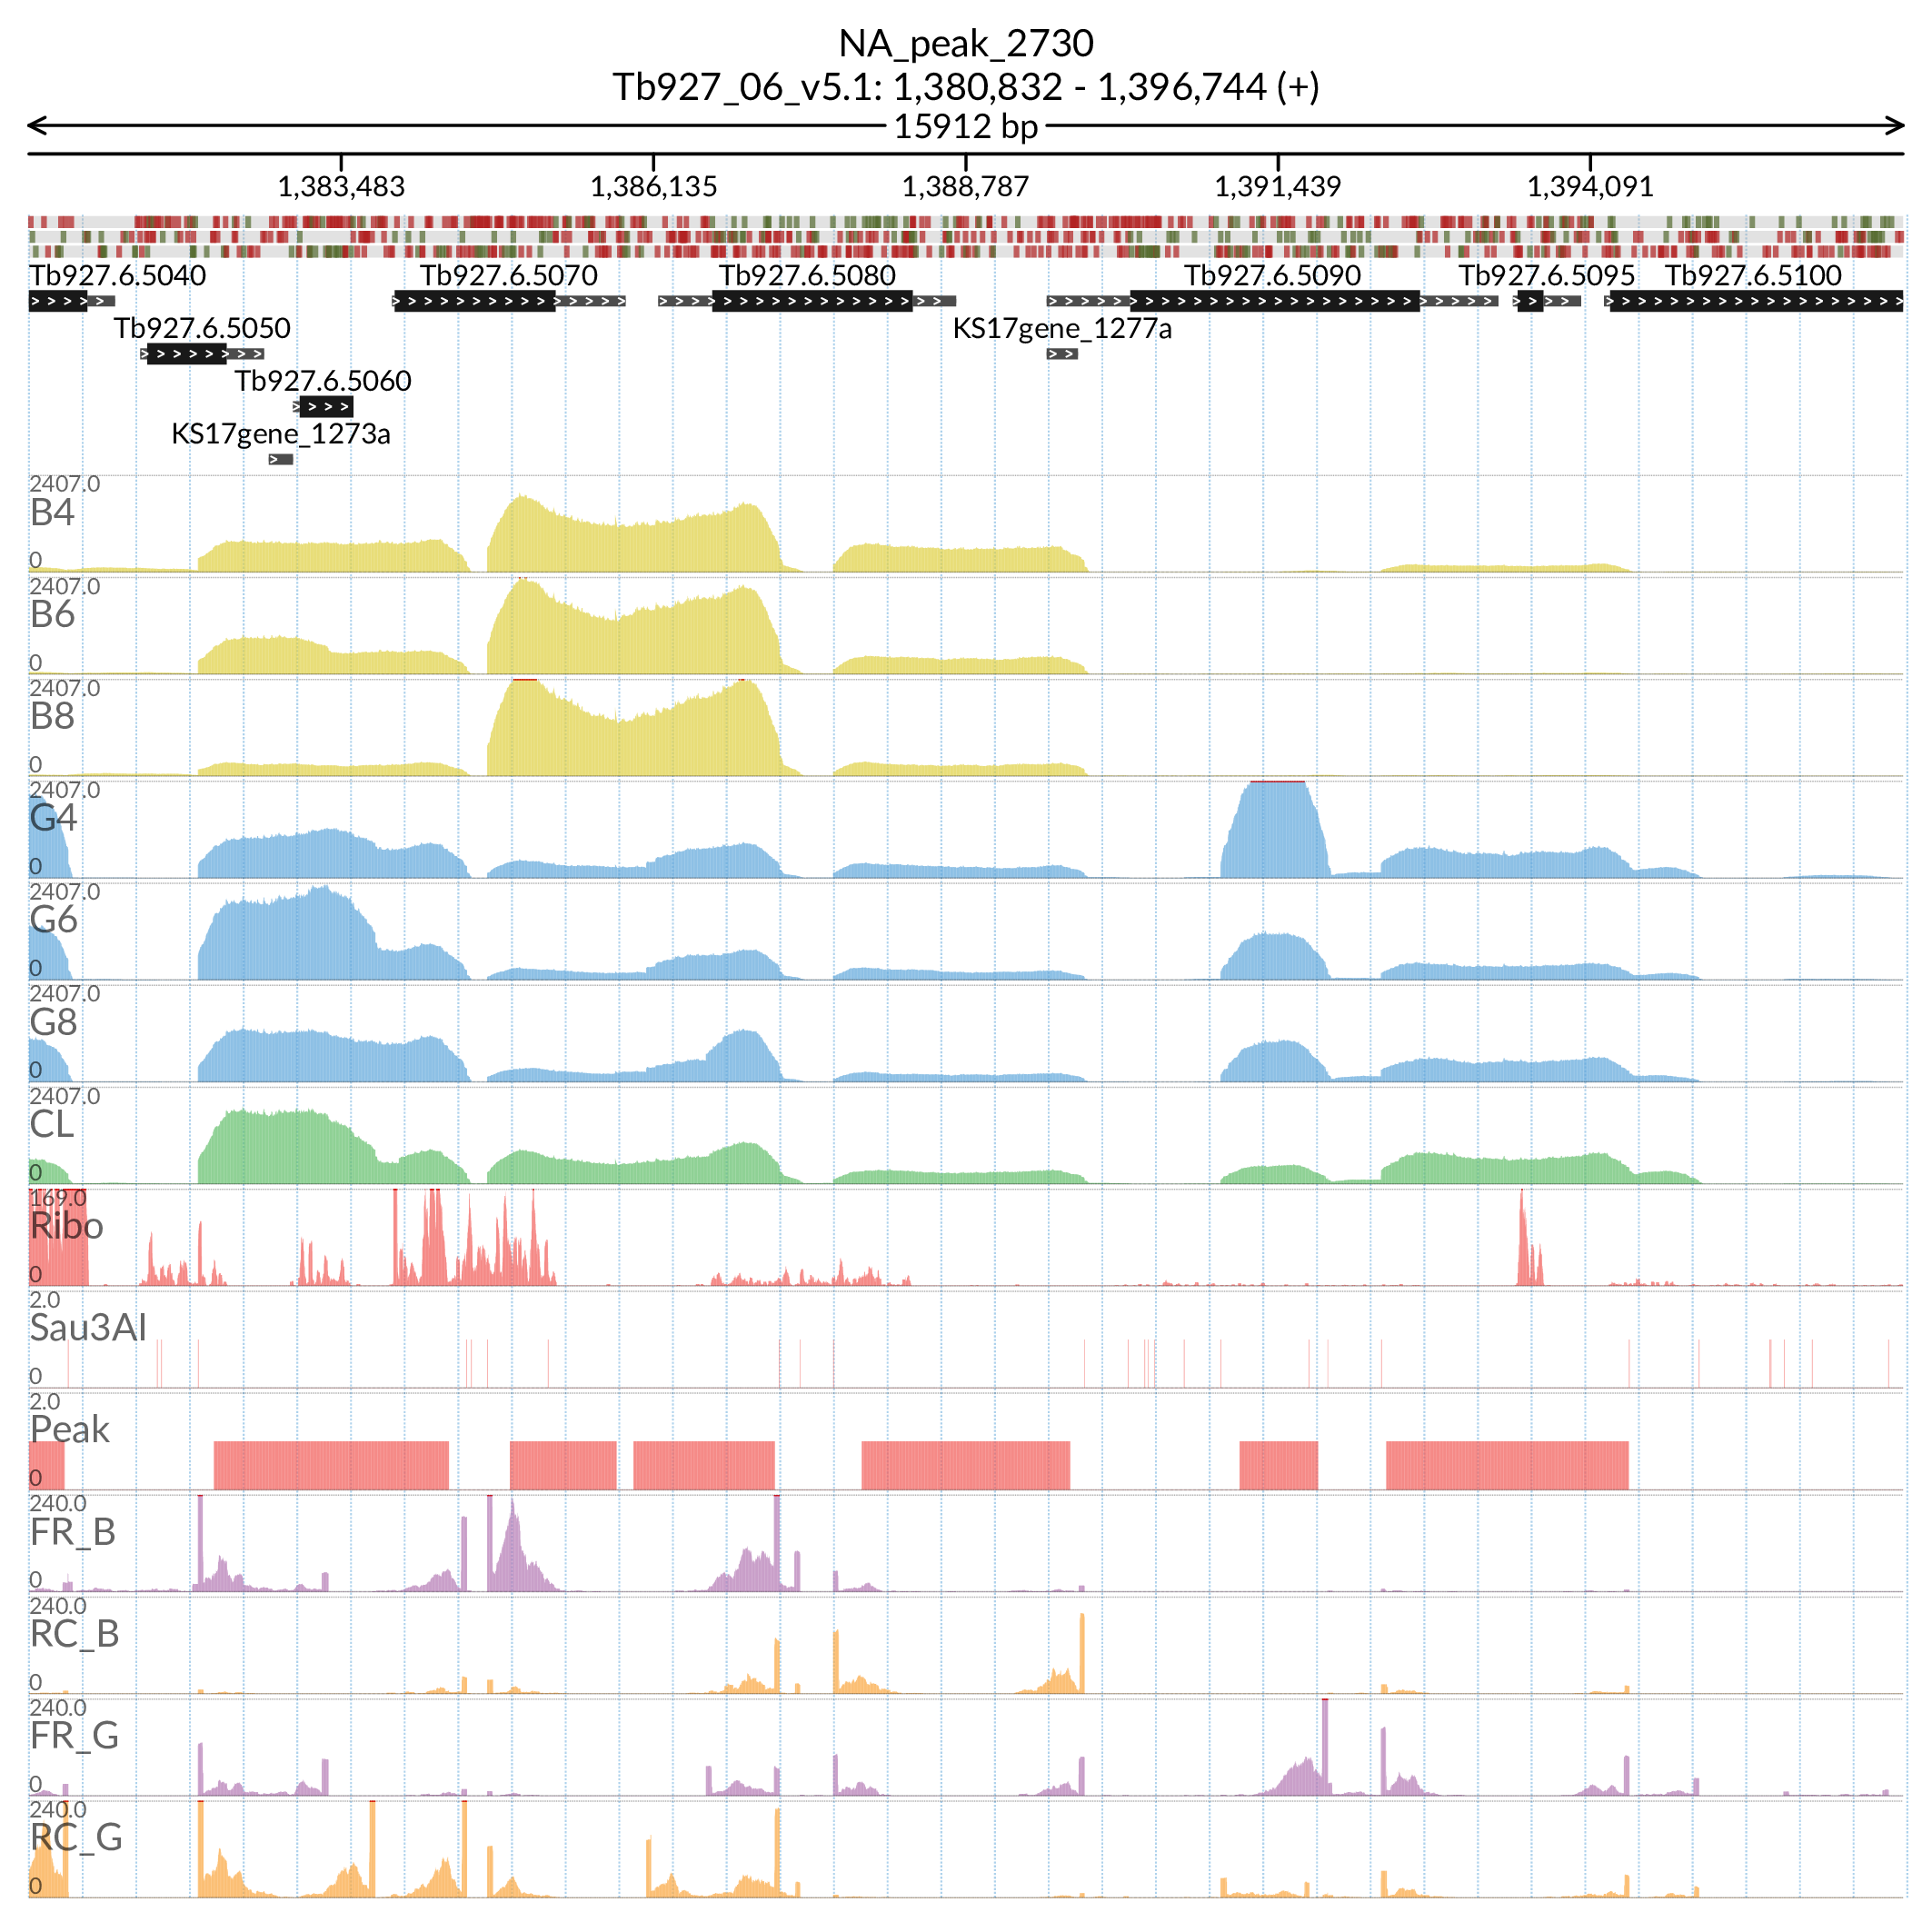 NA_peak_2730
Tb927_06_v5.1: 1,380,832 - 1,396,744 (+)
15912 bp
1,383,483 1,386,135 1,388,787 1,391,439 1,394,091
Tb927.6.5040 Tb927.6.5070 Tb927.6.5080 Tb927.6.5090 Tb927.6.5095 Tb927.6.5100
Tb927.6.5050 KS17gene_1277a
Tb927.6.5060
KS17gene_1273a
2407.0
B4
0
2407.0
B6
0
2407.0
B8
0
2407.0
G4
0
2407.0
G6
0
2407.0
G8
0
2407.0
CL
0
169.0
Ribo
0
2.0
Sau3AI
0
2.0
Peak
0
240.0
FR_B
0
240.0
RC_B
0
240.0
FR_G
0
240.0
RC_G
0